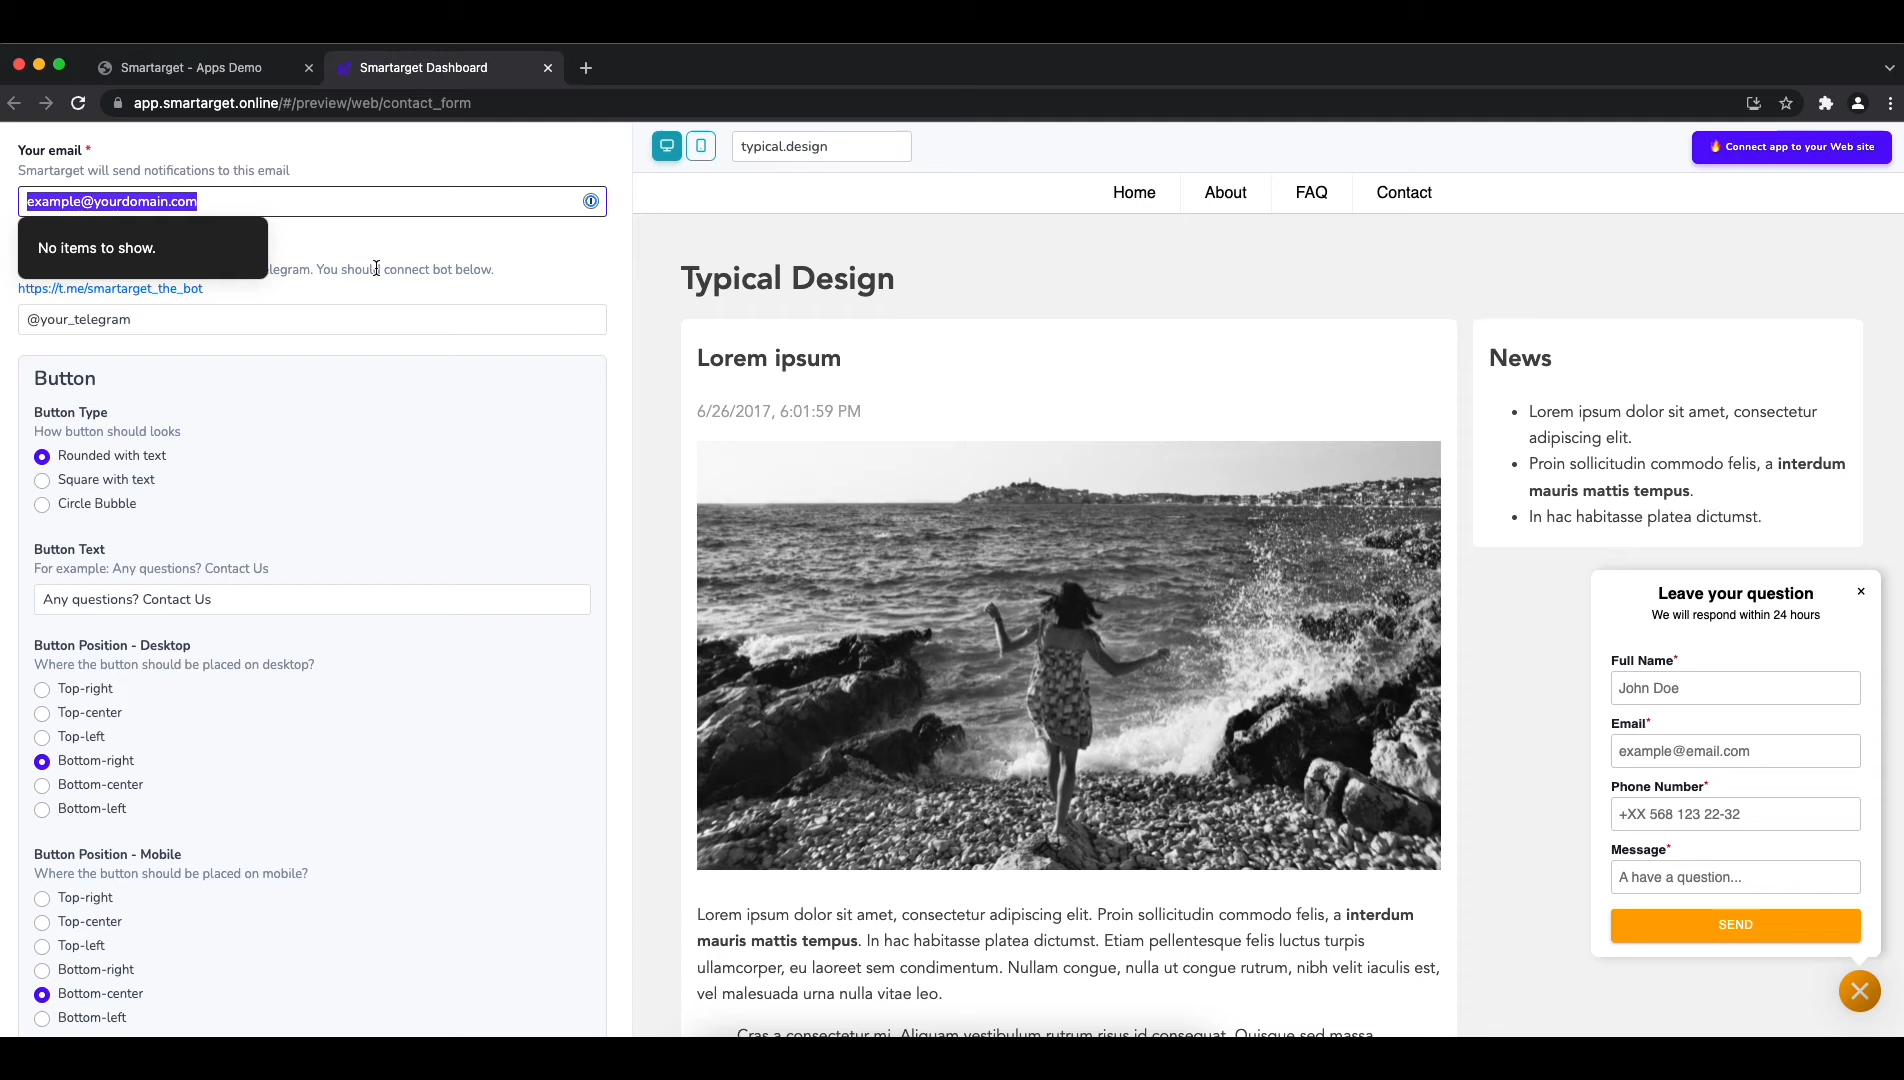 Smartarget - Apps Demo
Smartarget Dashboard
app.smartarget.online/#/preview/web/contact_form
Your email *
Smartarget will send notifications to this email
example@yourdomain.com
No items to show.
legram. You should connect bot below.
https://t.me/smartarget_the_bot
@your_telegram
Button
Button Type
How button should looks
Rounded with text
Square with text
Circle Bubble
Button Text
For example: Any questions? Contact Us
Any questions? Contact Us
Button Position - Desktop
Where the button should be placed on desktop?
Top-right
Top-center
Top-left
Bottom-right
Bottom-center
Bottom-left
Button Position - Mobile
Where the button should be placed on mobile?
Top-right
Top-center
Top-left
Bottom-right
Bottom-center
Bottom-left
typical.design
Connect app to your Web site
Home About FAQ Contact
Typical Design
Lorem ipsum
6/26/2017, 6:01:59 PM
Lorem ipsum dolor sit amet, consectetur adipiscing elit. Proin sollicitudin commodo felis, a interdum
mauris mattis tempus. In hac habitasse platea dictumst. Etiam pellentesque felis luctus turpis
ullamcorper, eu laoreet sem condimentum. Nullam congue, nulla ut congue rutrum, nibh velit iaculis est,
vel malesuada urna nulla vitae leo.
Cras a consectetur mi. Aliquam vestibulum rutrum risus id consequat. Quisque sed massa
News
Lorem ipsum dolor sit amet, consectetur
adipiscing elit.
Proin sollicitudin commodo felis, a interdum
mauris mattis tempus.
In hac habitasse platea dictumst.
Leave your question
We will respond within 24 hours
Full Name*
John Doe
Email*
example@email.com
Phone Number*
+XX 568 123 22-32
Message*
A have a question...
SEND